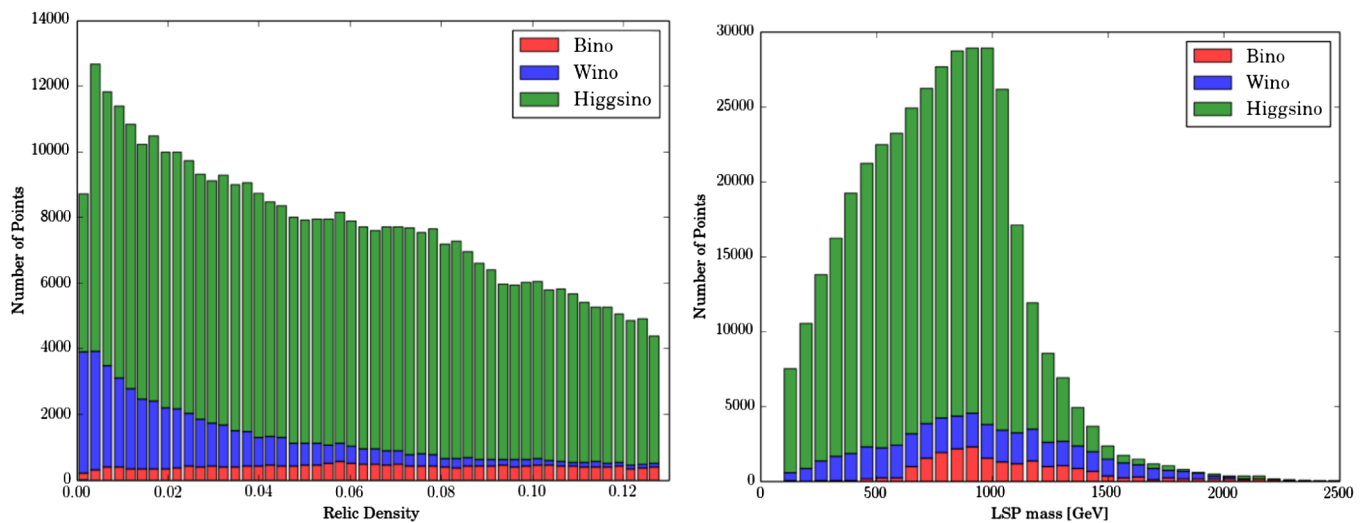 14000
12000
10000
8000
6000
4000
2000
0
Number of Points
0.00 0.02 0.04 0.06 0.08 0.10 0.12
Relic Density
Bino
Wino
Higgsino
30000
25000
20000
15000
10000
5000
0
Number of Points
0 500 1000 1500 2000 2500
LSP mass [GeV]
Bino
Wino
Higgsino